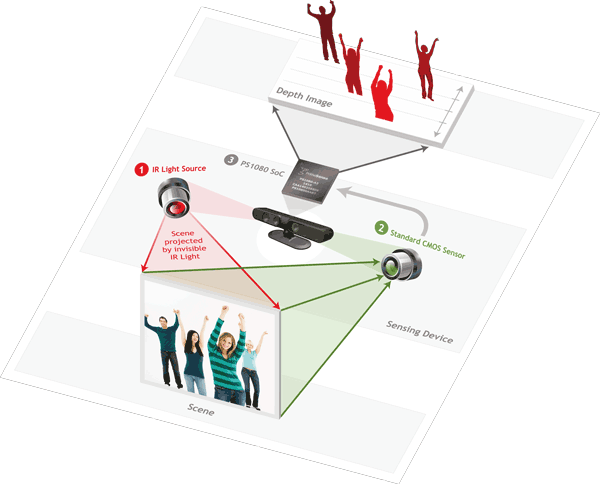 Depth Image
1 IR Light Source
3 PS1080 SoC
2 Standard CMOS Sensor
Scene
projected
by invisible
IR Light
Sensing Device
Scene